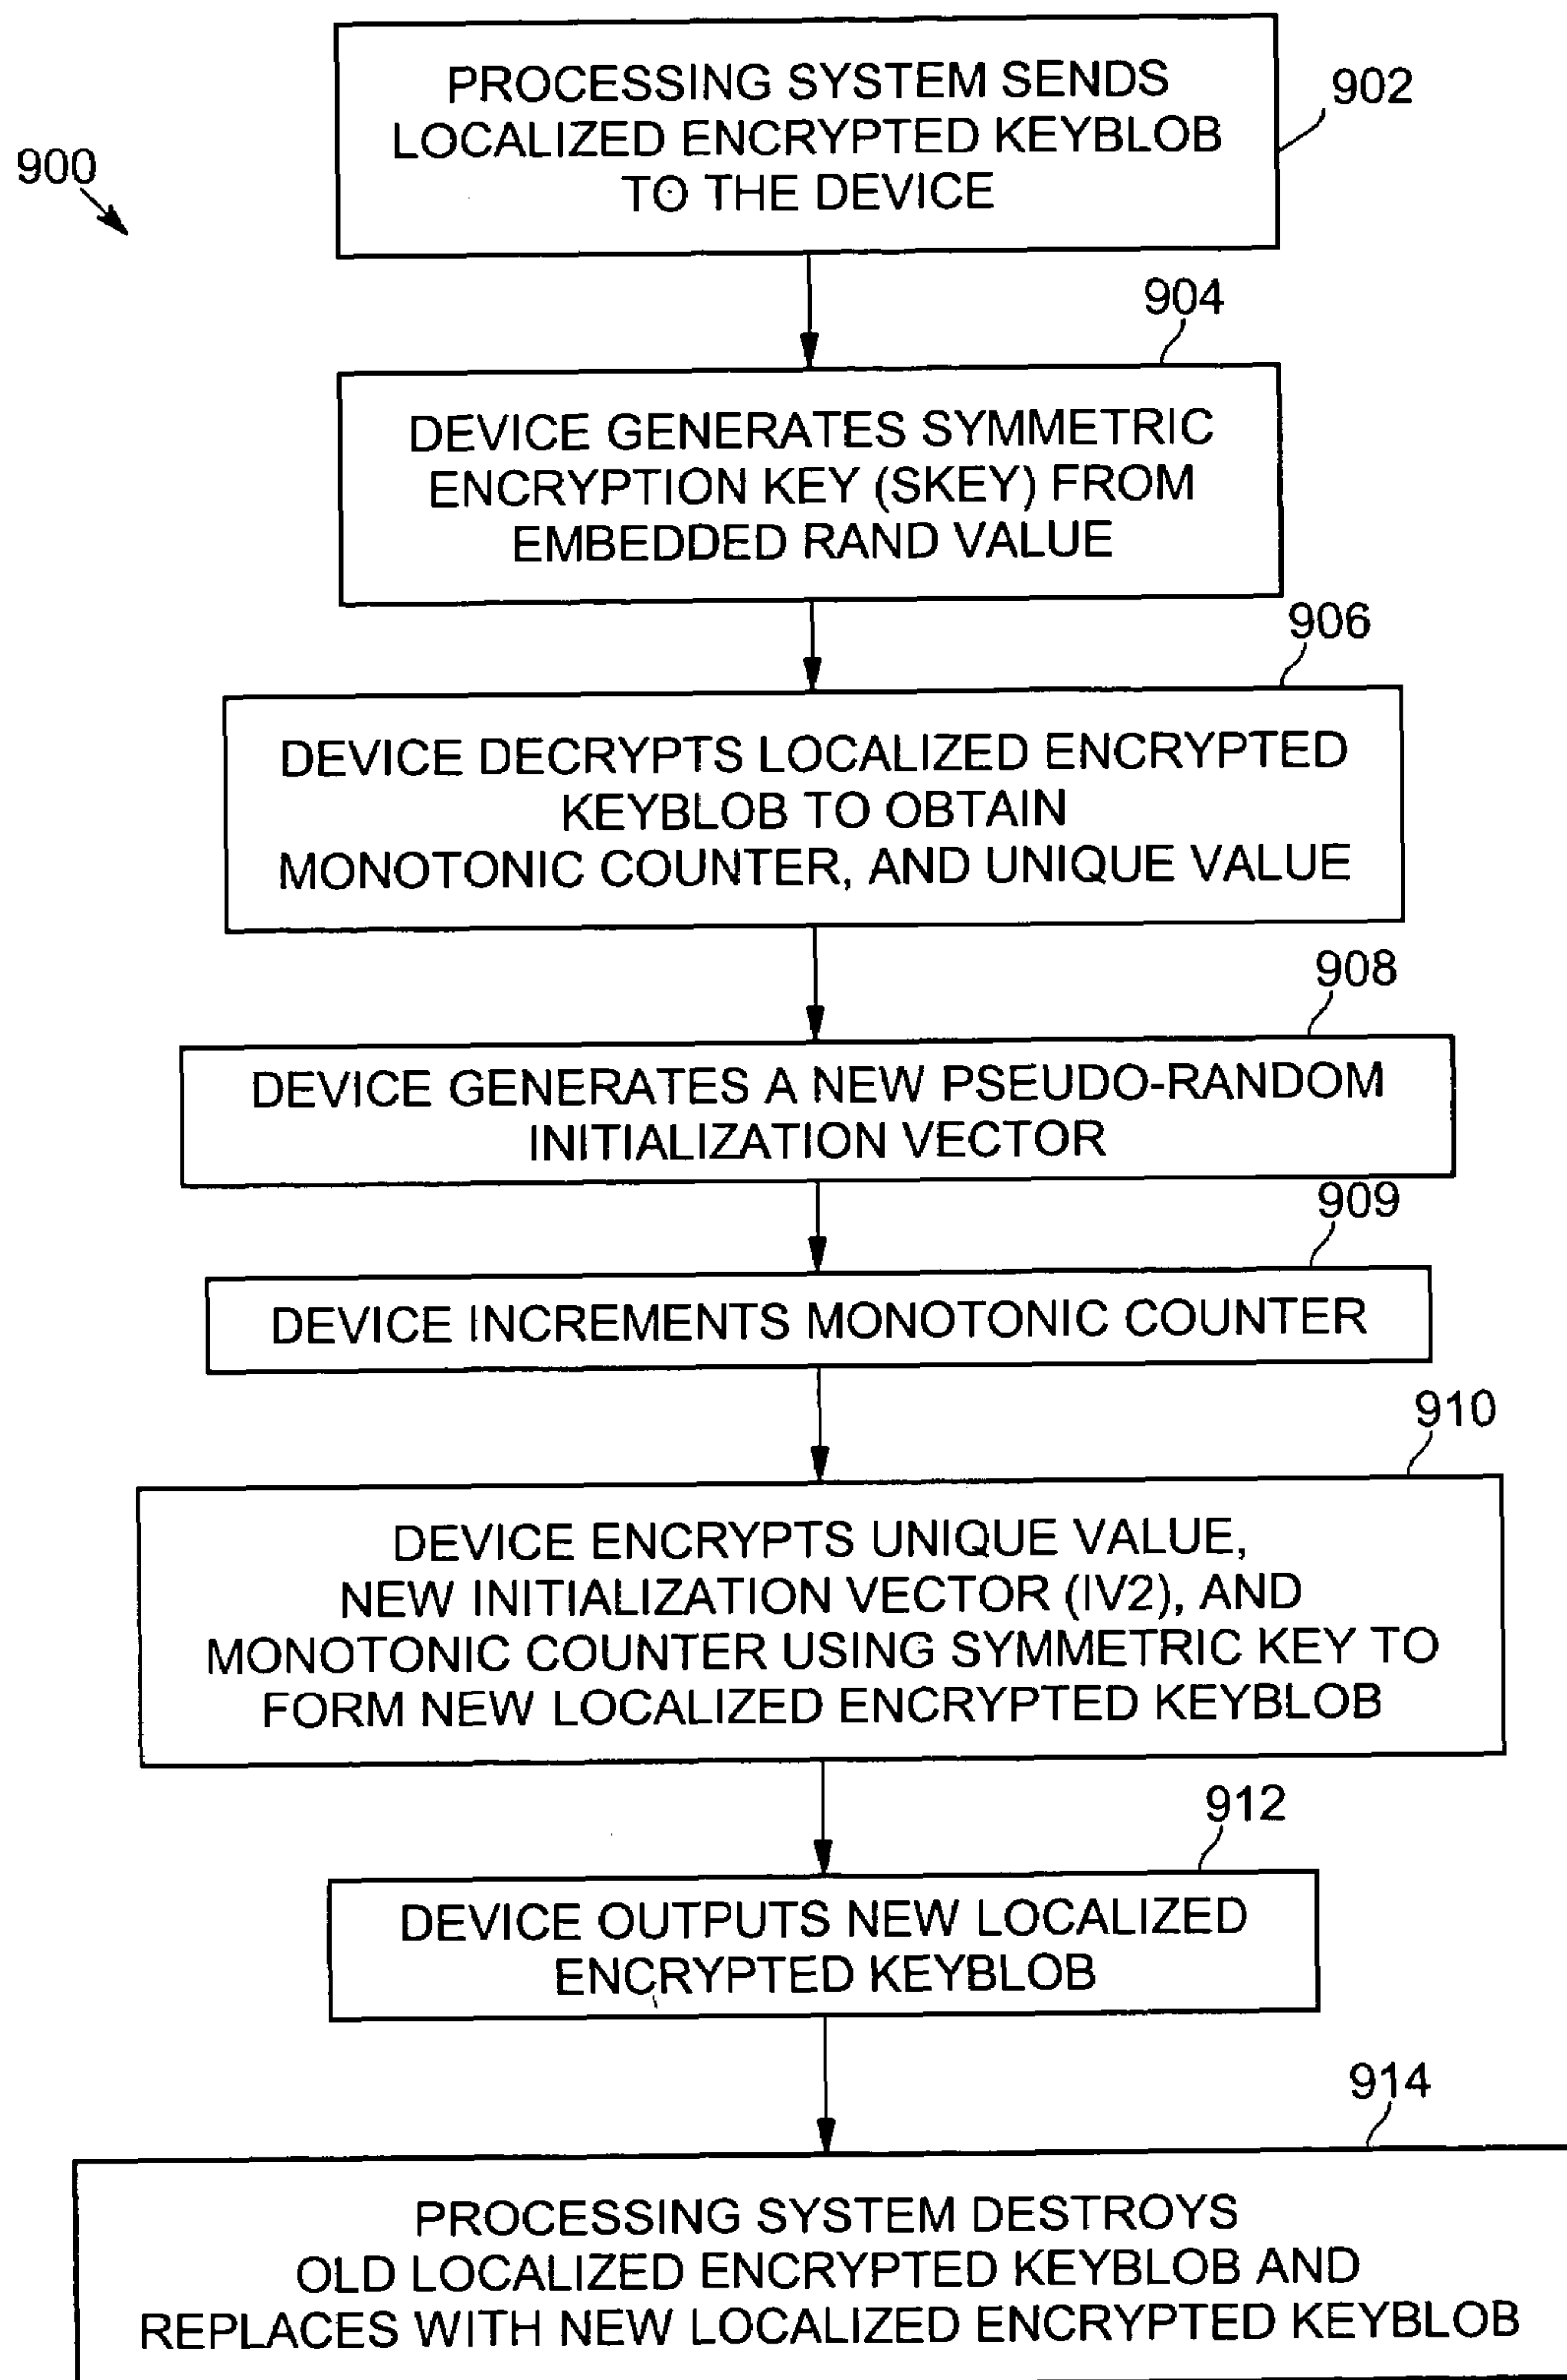 900
PROCESSING SYSTEM SENDS
LOCALIZED ENCRYPTED KEYBLOB
TO THE DEVICE
902
904
DEVICE GENERATES SYMMETRIC
ENCRYPTION KEY (SKEY) FROM
EMBEDDED RAND VALUE
906
DEVICE DECRYPTS LOCALIZED ENCRYPTED
KEYBLOB TO OBTAIN
MONOTONIC COUNTER, AND UNIQUE VALUE
908
DEVICE GENERATES A NEW PSEUDO-RANDOM
INITIALIZATION VECTOR
909
DEVICE INCREMENTS MONOTONIC COUNTER
910
DEVICE ENCRYPTS UNIQUE VALUE,
NEW INITIALIZATION VECTOR (IV2), AND
MONOTONIC COUNTER USING SYMMETRIC KEY TO
FORM NEW LOCALIZED ENCRYPTED KEYBLOB
912
DEVICE OUTPUTS NEW LOCALIZED
ENCRYPTED KEYBLOB
914
PROCESSING SYSTEM DESTROYS
OLD LOCALIZED ENCRYPTED KEYBLOB AND
REPLACES WITH NEW LOCALIZED ENCRYPTED KEYBLOB